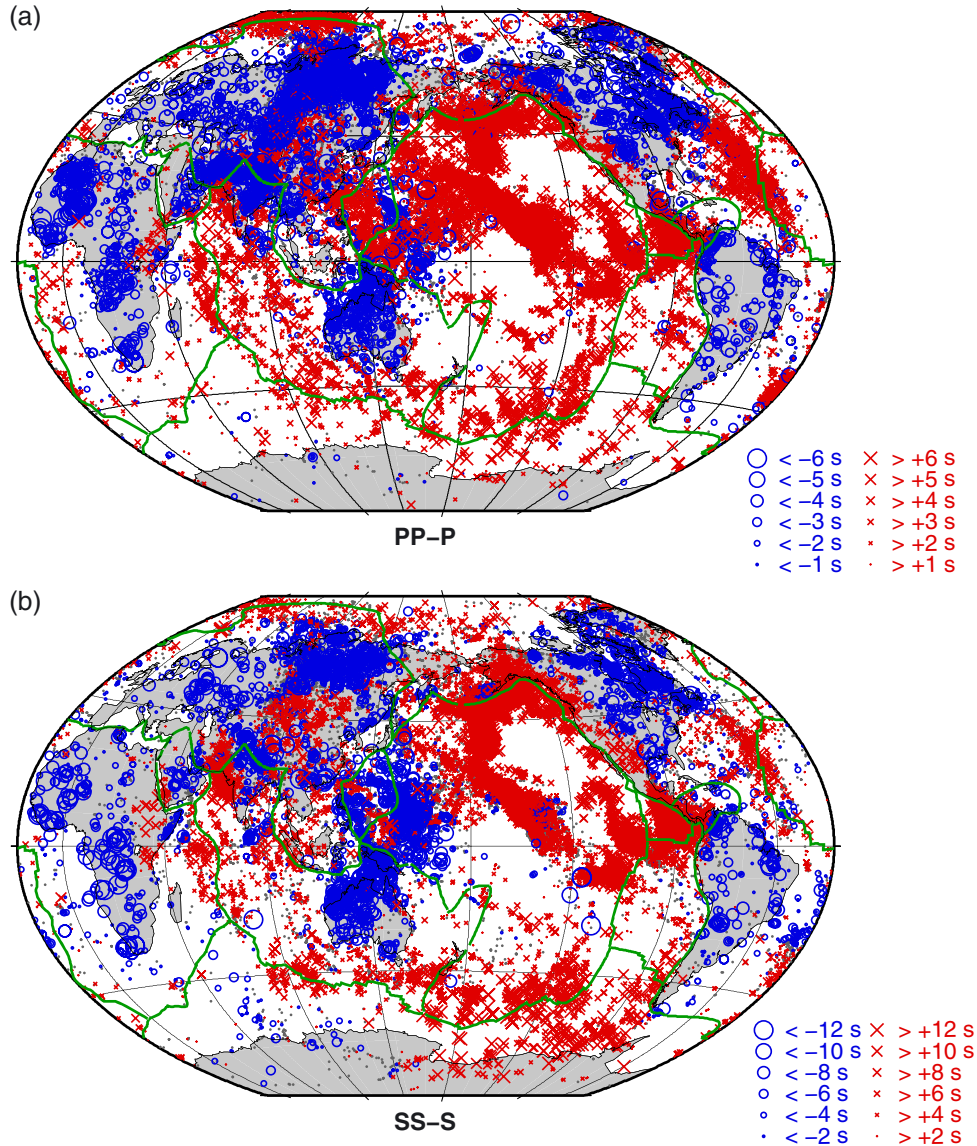 (a)
< −6 s × > +6 s
< −5 s × > +5 s
< −4 s × > +4 s
< −3 s × > +3 s
< −2 s × > +2 s
< −1 s > +1 s
PP−P
(b)
< −12 s × > +12 s
< −10 s × > +10 s
< −8 s × > +8 s
< −6 s × > +6 s
< −4 s × > +4 s
< −2 s > +2 s
SS−S